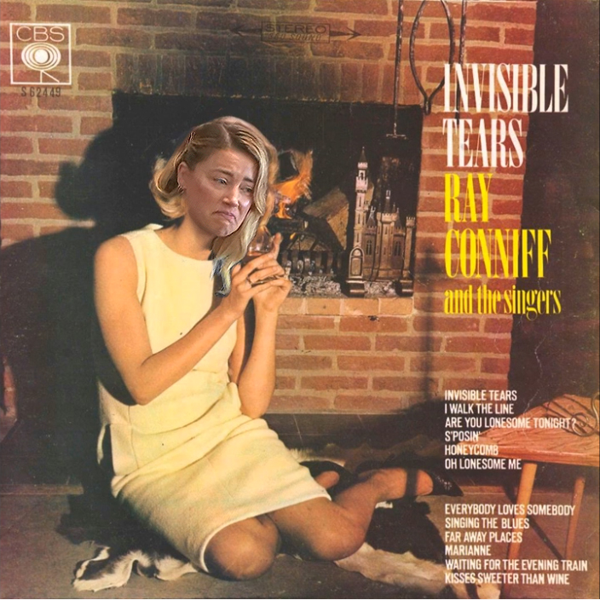 CBS
STEREO
S 62449
INVISIBLE
TEARS
RAY
CONNIFF
and the singers
INVISIBLE TEARS
I WALK THE LINE
ARE YOU LONESOME TONIGHT?
S'POSIN'
HONEYCOMB
OH LONESOME ME
EVERYBODY LOVES SOMEBODY
SINGING THE BLUES
FAR AWAY PLACES
MARIANNE
WAITING FOR THE EVENING TRAIN
KISSES SWEETER THAN WINE